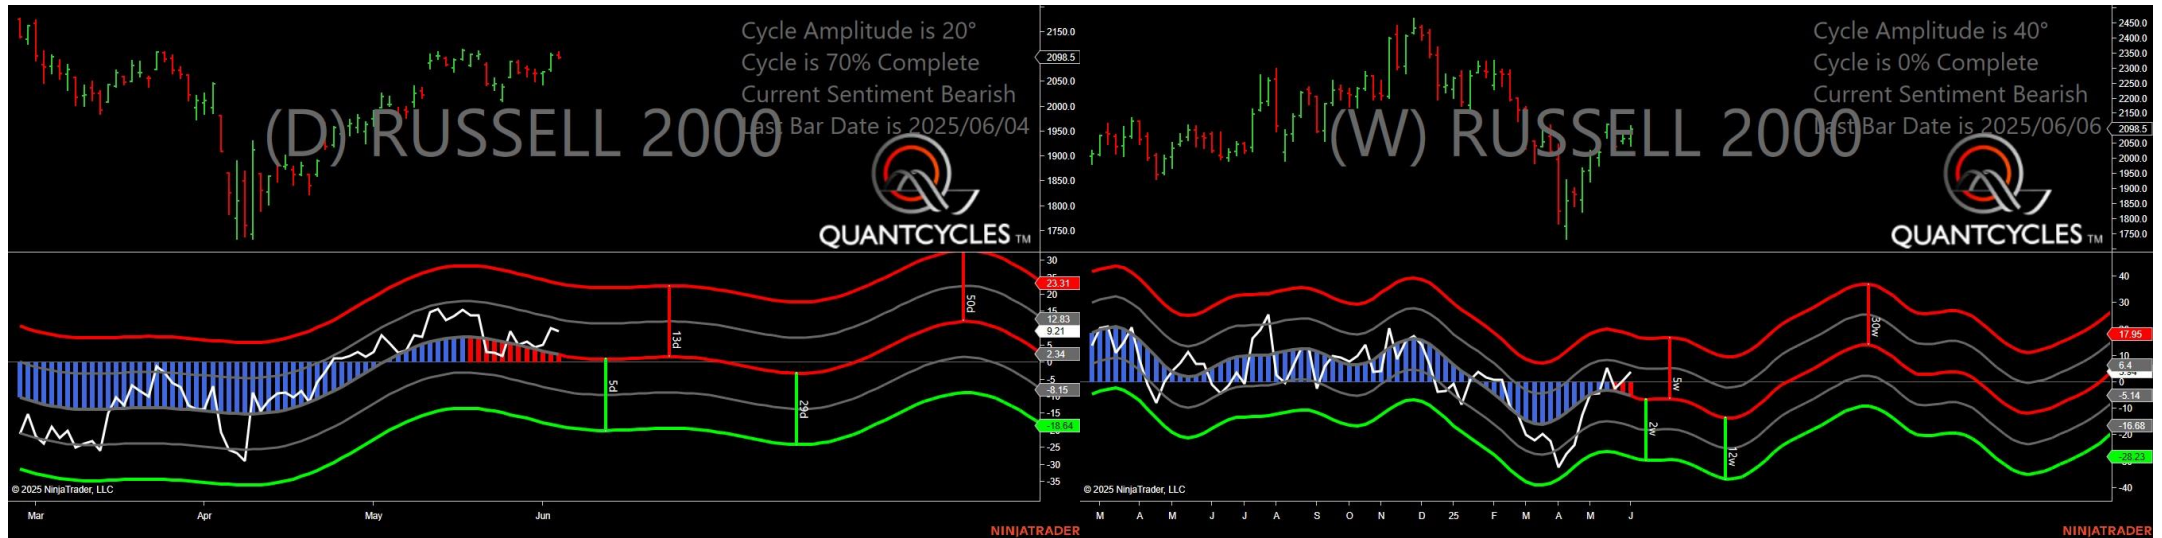 Cycle Amplitude is 20°
Cycle is 70% Complete
Current Sentiment Bearish
Last Bar Date is 2025/06/04
(D) RUSSELL 2000
QUANTCYCLES TM
2150.0
2098.5
2050.0
2000.0
1950.0
1900.0
1850.0
1800.0
1750.0
30
23.31
20
15
12.83
9.21
5
2.34
0
-5
-8.15
-10
-15
-18.64
-25
-30
-35
13d
50d
5d
29d
© 2025 NinjaTrader, LLC
Mar Apr May Jun
NINJATRADER
Cycle Amplitude is 40°
Cycle is 0% Complete
Current Sentiment Bearish
Last Bar Date is 2025/06/06
(W) RUSSELL 2000
QUANTCYCLES TM
2450.0
2400.0
2350.0
2300.0
2250.0
2200.0
2150.0
2098.5
2050.0
2000.0
1950.0
1900.0
1850.0
1800.0
1750.0
40
30
17.95
10
6.4
0
-5.14
-10
-16.68
-20
-28.23
-40
30w
5w
2w
12w
© 2025 NinjaTrader, LLC
M A M J J A S O N D 25 F M A M J
NINJATRADER